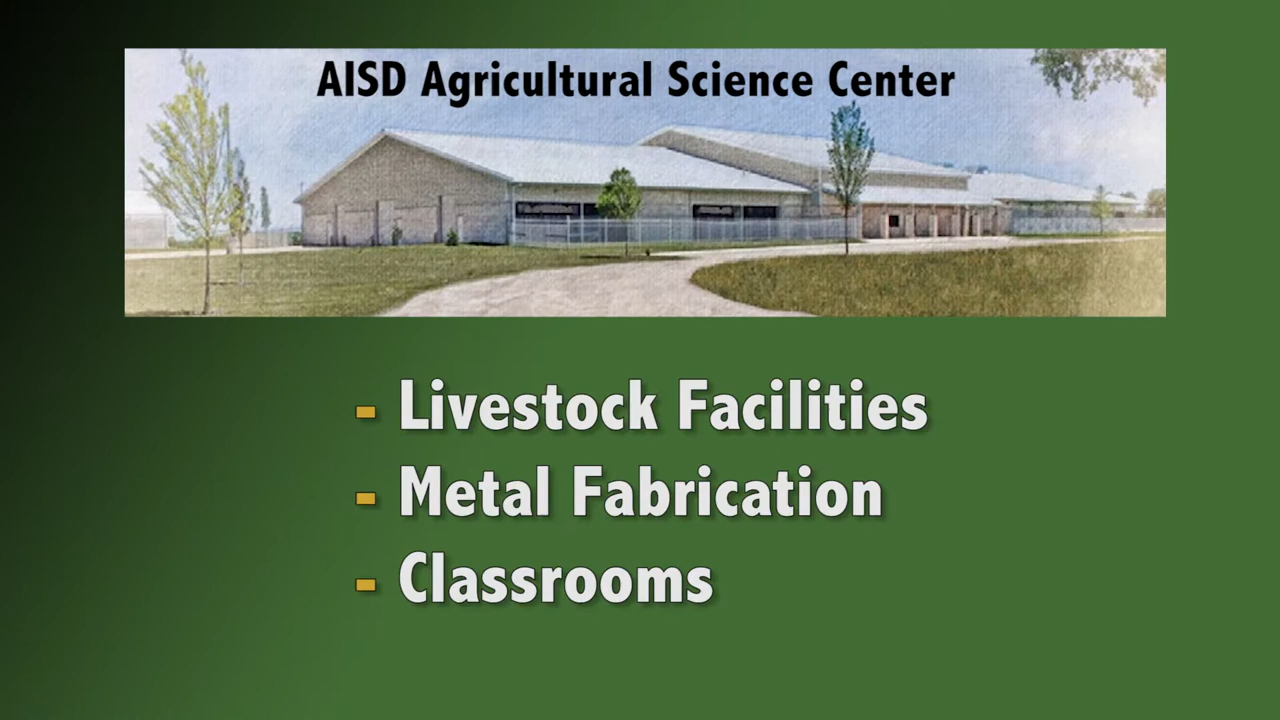 AISD Agricultural Science Center
- Livestock Facilities
- Metal Fabrication
- Classrooms